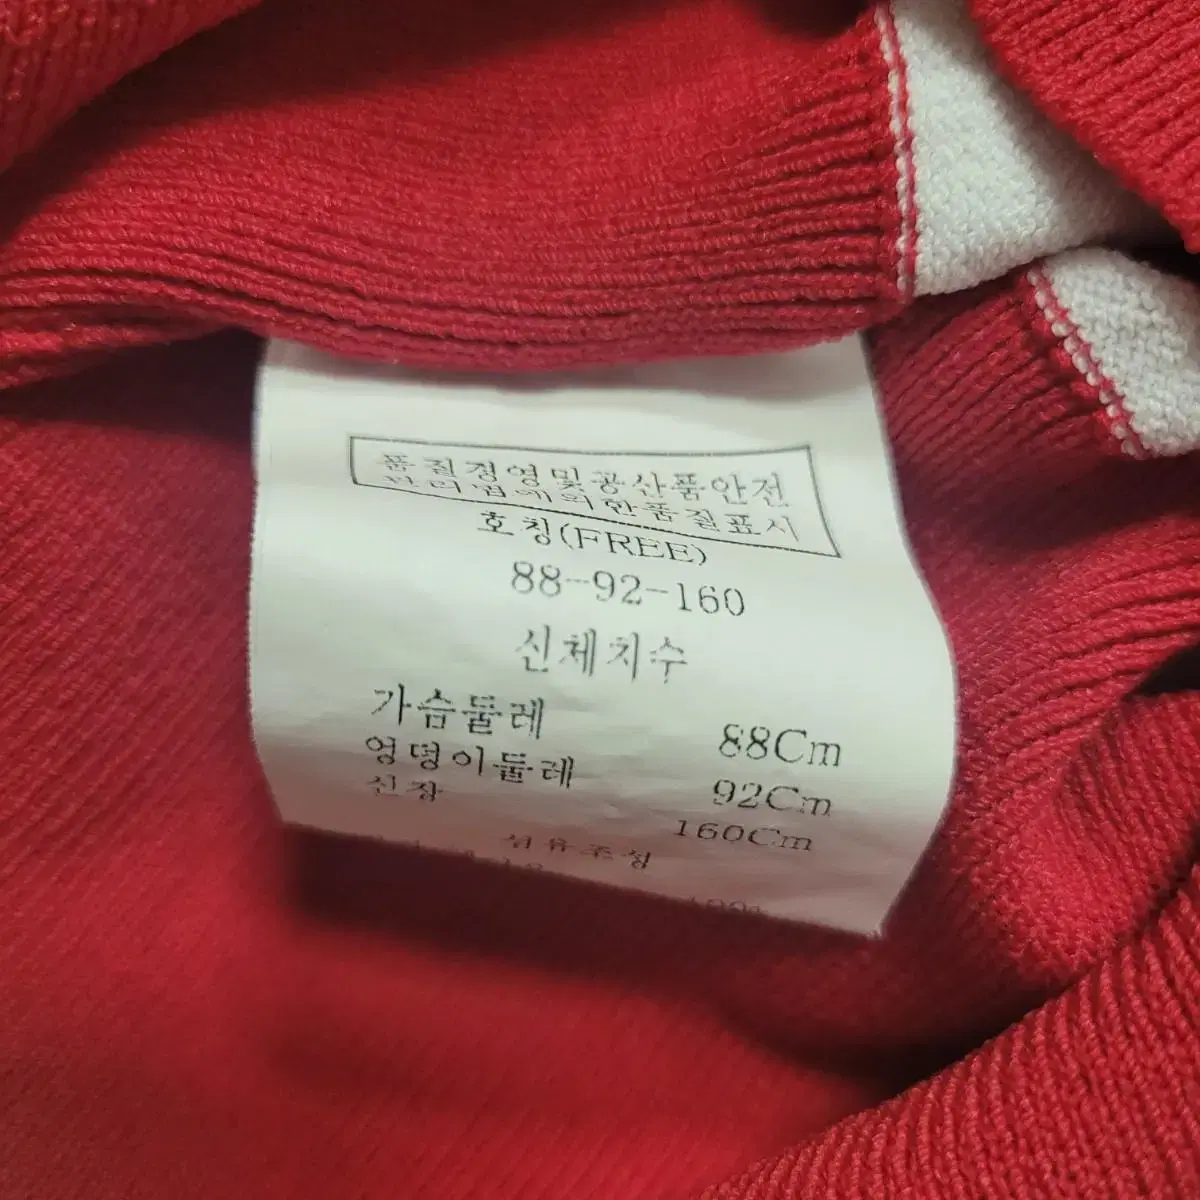 품질경영및공산품안전
관리법에의한품질표시
호칭(FREE)
88-92-160
신체치수
가슴둘레 88Cm
엉덩이둘레 92Cm
신장 160Cm
섬유조성